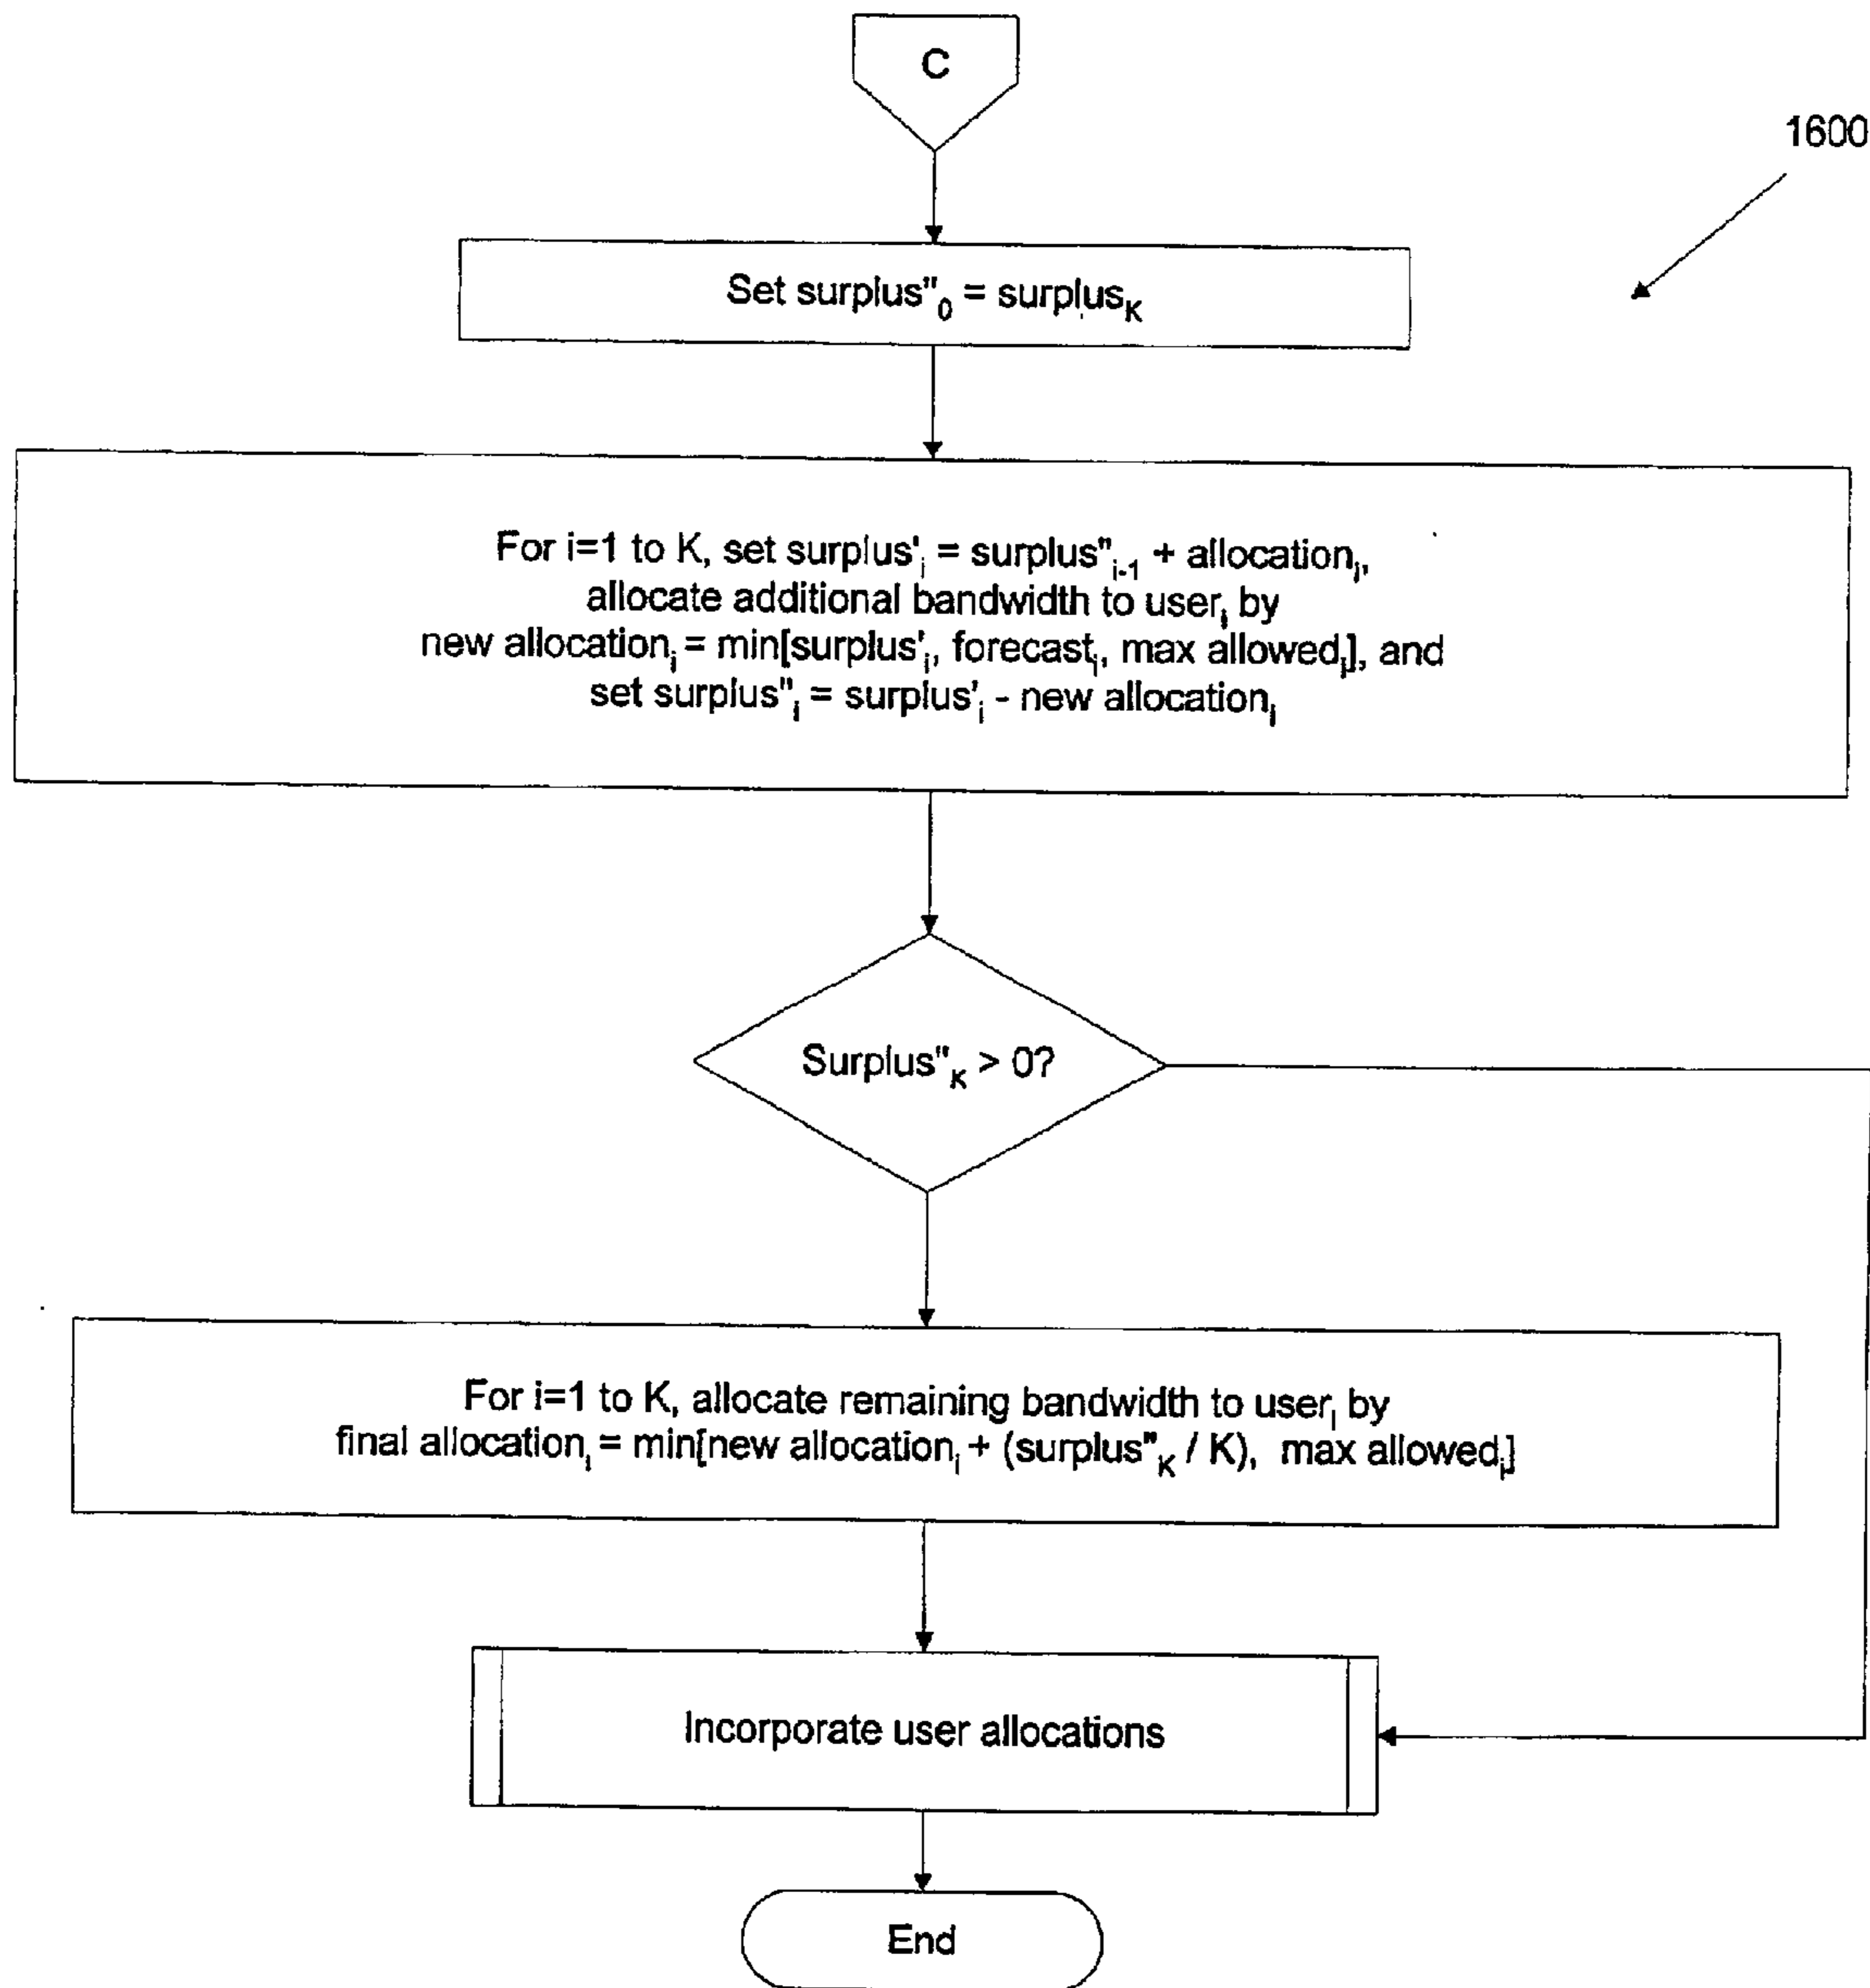 C
1600
Set surplus"₀ = surplusₖ
For i=1 to K, set surplus'ᵢ = surplus"ᵢ₋₁ + allocationᵢ,
allocate additional bandwidth to userᵢ by
new allocationᵢ = min[surplus'ᵢ, forecastᵢ, max allowedᵢ], and
set surplus"ᵢ = surplus'ᵢ - new allocationᵢ
Surplus"ₖ > 0?
For i=1 to K, allocate remaining bandwidth to userᵢ by
final allocationᵢ = min[new allocationᵢ + (surplus"ₖ / K), max allowedᵢ]
Incorporate user allocations
End